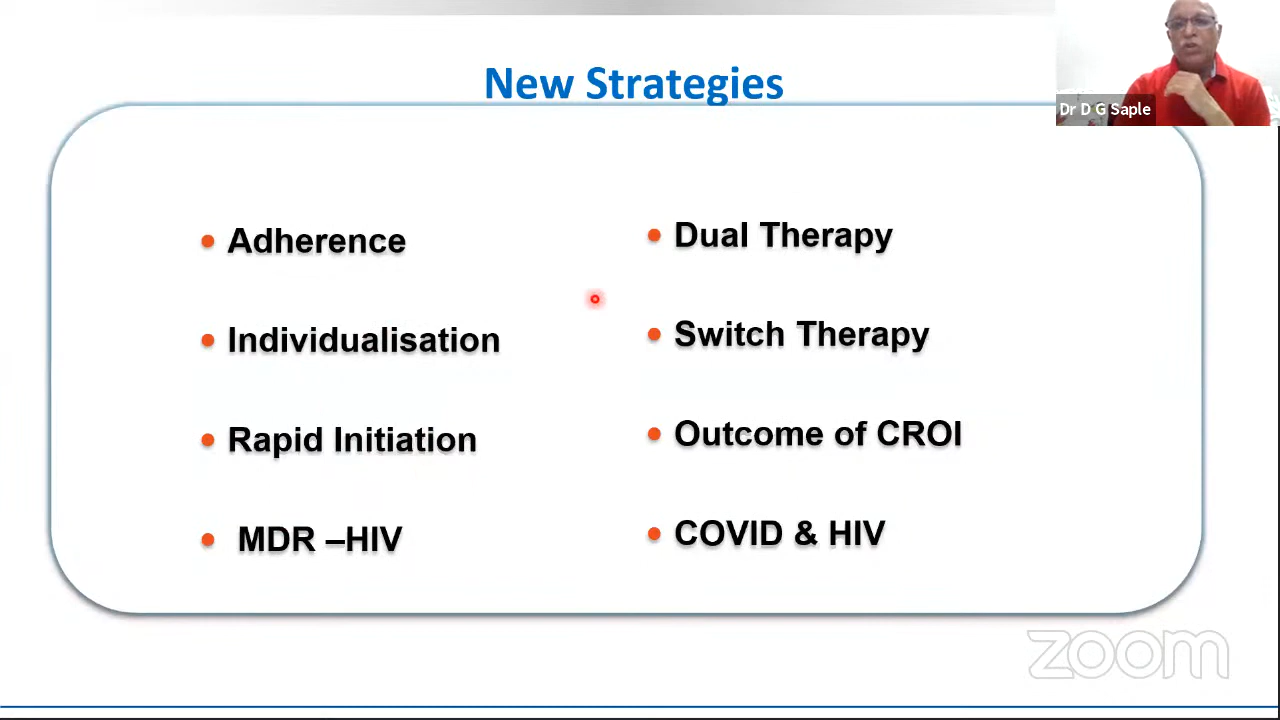 New Strategies
Dr D G Saple
• Adherence
• Individualisation
• Rapid Initiation
• MDR –HIV
• Dual Therapy
• Switch Therapy
• Outcome of CROI
• COVID & HIV
zoom